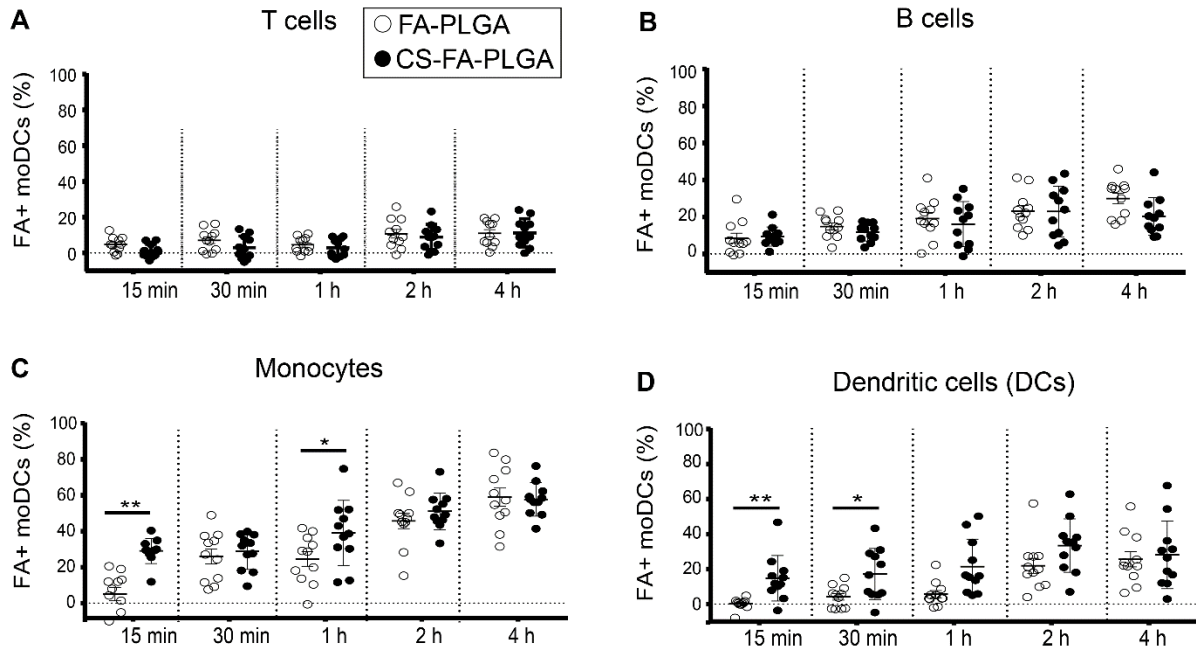 A
T cells
FA-PLGA
CS-FA-PLGA
FA+ moDCs (%)
100
80
60
40
20
0
15 min 30 min 1 h 2 h 4 h
B
B cells
FA+ moDCs (%)
100
80
60
40
20
0
15 min 30 min 1 h 2 h 4 h
C
Monocytes
FA+ moDCs (%)
100
80
60
40
20
0
**
*
15 min 30 min 1 h 2 h 4 h
D
Dendritic cells (DCs)
FA+ moDCs (%)
100
80
60
40
20
0
**
*
15 min 30 min 1 h 2 h 4 h